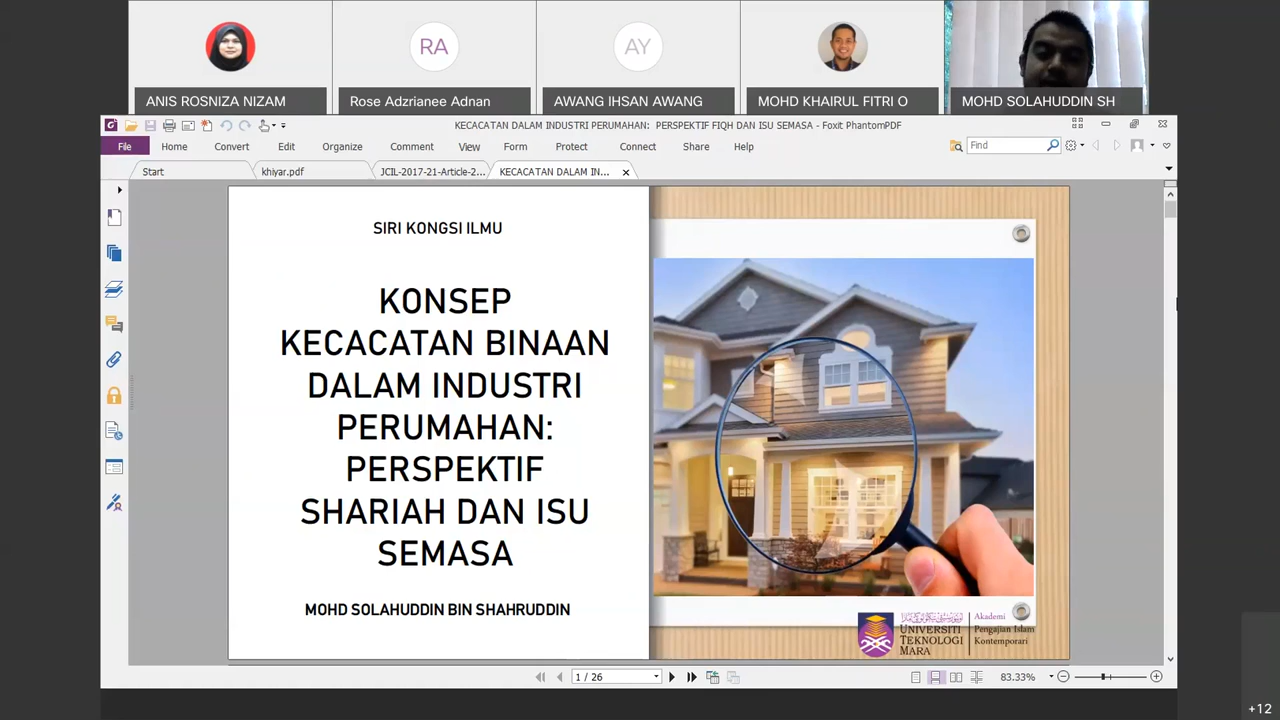 RA
AY
ANIS ROSNIZA NIZAM
Rose Adzrianee Adnan
AWANG IHSAN AWANG
MOHD KHAIRUL FITRI O
MOHD SOLAHUDDIN SH
KECACATAN DALAM INDUSTRI PERUMAHAN: PERSPEKTIF FIQH DAN ISU SEMASA - Foxit PhantomPDF
File
Home
Convert
Edit
Organize
Comment
View
Form
Protect
Connect
Share
Help
Find
Start
khiyar.pdf
JCIL-2017-21-Article-2...
KECACATAN DALAM IN...
SIRI KONGSI ILMU
KONSEP
KECACATAN BINAAN
DALAM INDUSTRI
PERUMAHAN:
PERSPEKTIF
SHARIAH DAN ISU
SEMASA
MOHD SOLAHUDDIN BIN SHAHRUDDIN
UNIVERSITI
TEKNOLOGI
MARA
Akademi
Pengajian Islam
Kontemporari
1 / 26
83.33%
+12